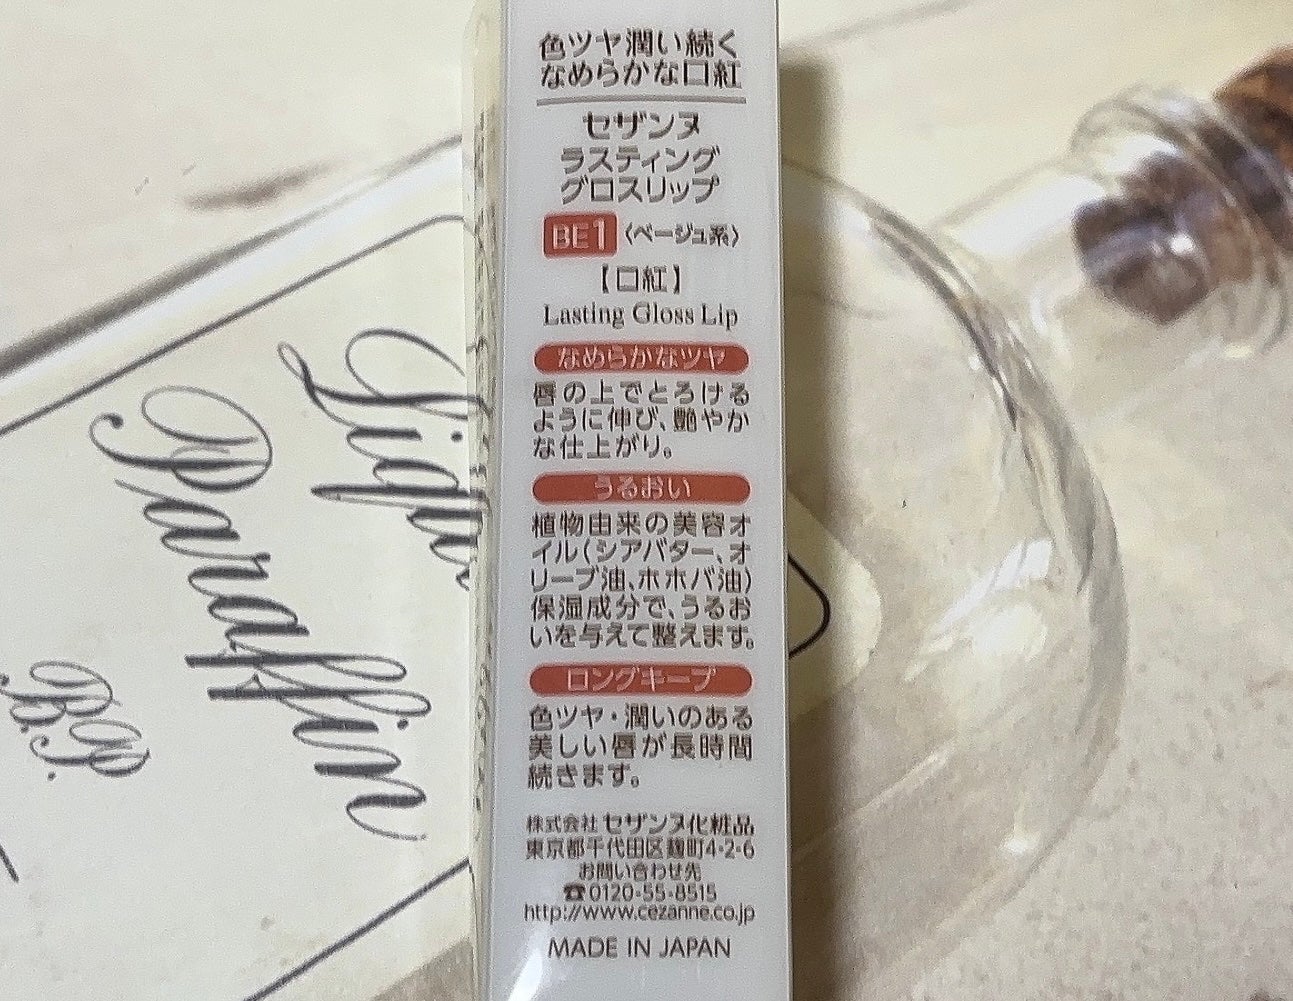 色ツヤ潤い続く
なめらかな口紅
セザンヌ
ラスティング
グロスリップ
BE1 〈ベージュ系〉
【口紅】
Lasting Gloss Lip
なめらかなツヤ
唇の上でとろける
ように伸び、艶やか
な仕上がり。
うるおい
植物由来の美容オ
イル(シアバター、オ
リーブ油、ホホバ油)
保湿成分で、うるお
いを与えて整えます。
ロングキープ
色ツヤ・潤いのある
美しい唇が長時間
続きます。
株式会社 セザンヌ化粧品
東京都千代田区麹町4-2-6
お問い合わせ先
☎0120-55-8515
http://www.cezanne.co.jp
MADE IN JAPAN
Paraffin
B.P.